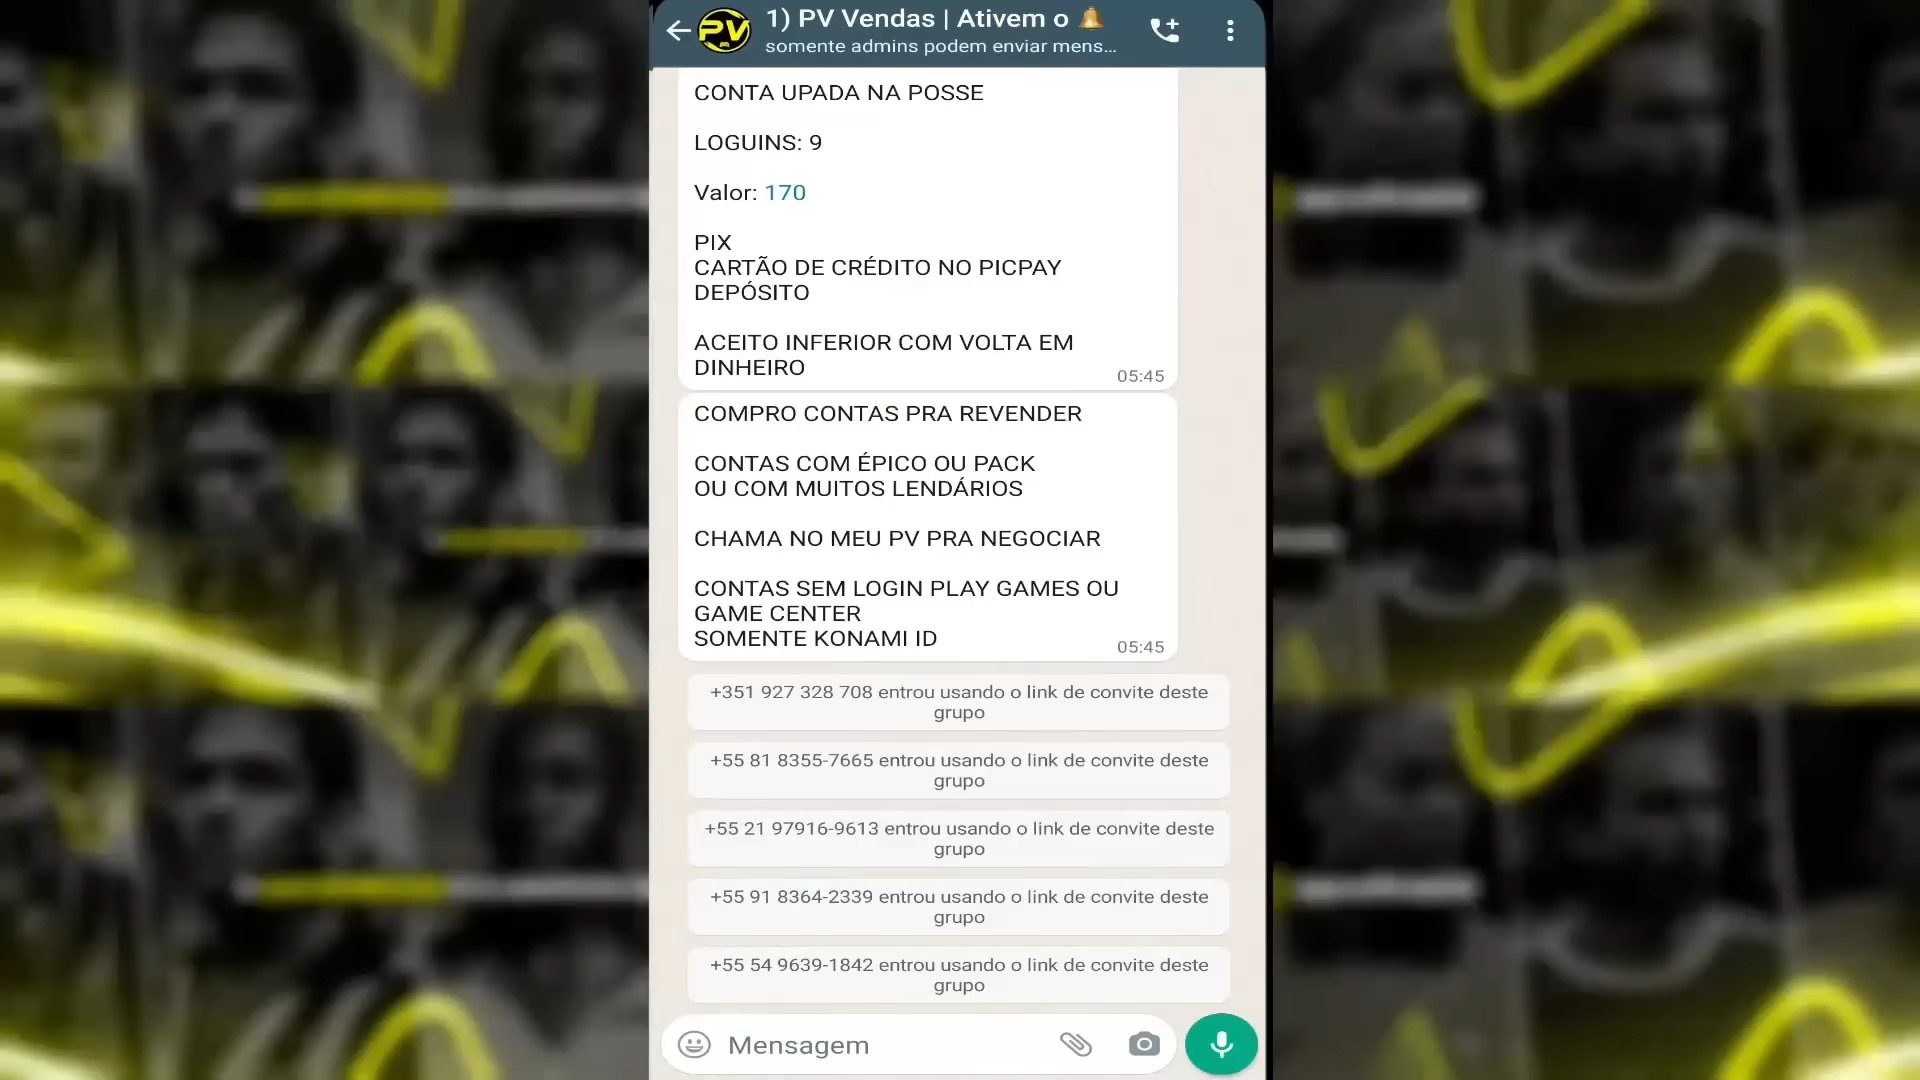 PV
1) PV Vendas | Ativem o 🔔
somente admins podem enviar mens...
CONTA UPADA NA POSSE
LOGUINS: 9
Valor: 170
PIX
CARTÃO DE CRÉDITO NO PICPAY
DEPÓSITO
ACEITO INFERIOR COM VOLTA EM
DINHEIRO
05:45
COMPRO CONTAS PRA REVENDER
CONTAS COM ÉPICO OU PACK
OU COM MUITOS LENDÁRIOS
CHAMA NO MEU PV PRA NEGOCIAR
CONTAS SEM LOGIN PLAY GAMES OU
GAME CENTER
SOMENTE KONAMI ID
05:45
+351 927 328 708 entrou usando o link de convite deste
grupo
+55 81 8355-7665 entrou usando o link de convite deste
grupo
+55 21 97916-9613 entrou usando o link de convite deste
grupo
+55 91 8364-2339 entrou usando o link de convite deste
grupo
+55 54 9639-1842 entrou usando o link de convite deste
grupo
Mensagem